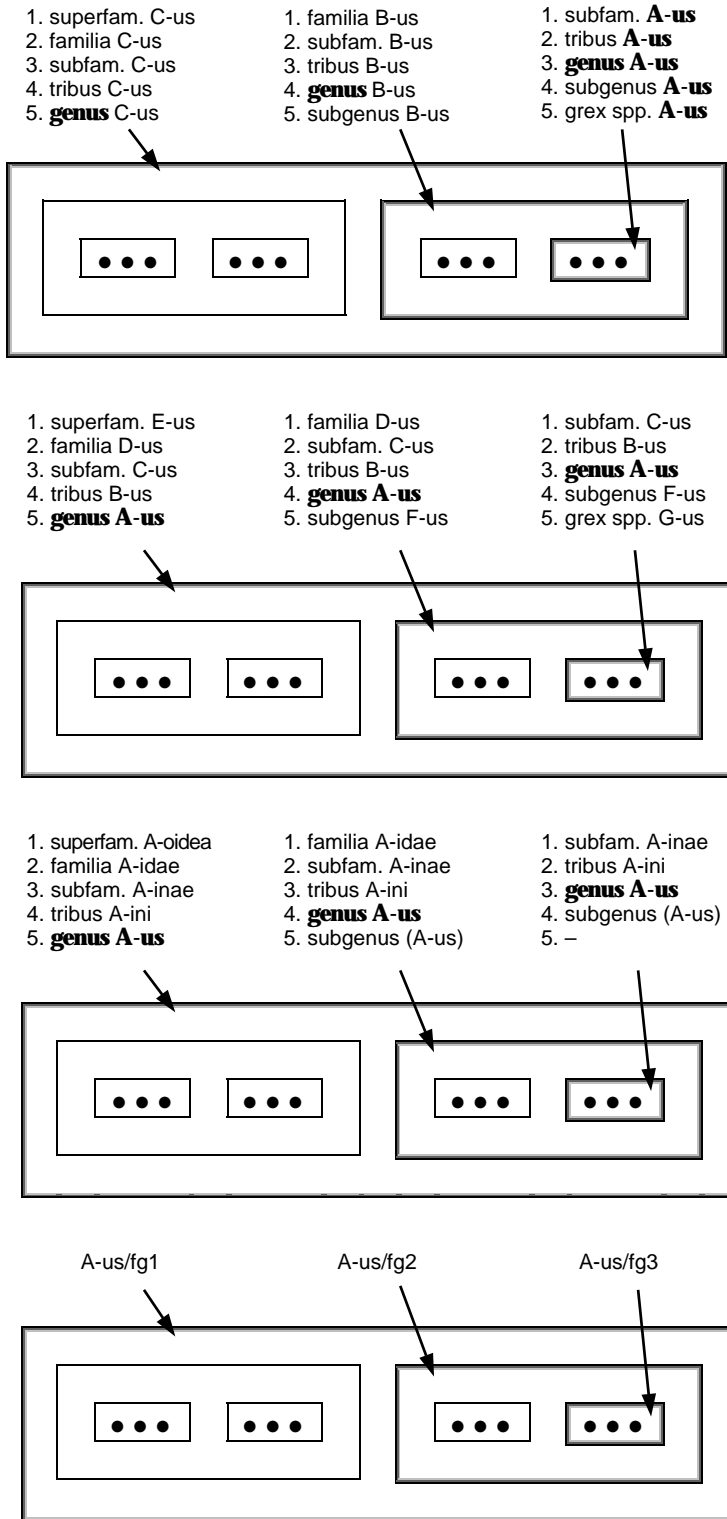 1. superfam. C-us
2. familia C-us
3. subfam. C-us
4. tribus C-us
5. genus C-us
1. familia B-us
2. subfam. B-us
3. tribus B-us
4. genus B-us
5. subgenus B-us
1. subfam. A-us
2. tribus A-us
3. genus A-us
4. subgenus A-us
5. grex spp. A-us
1. superfam. E-us
2. familia D-us
3. subfam. C-us
4. tribus B-us
5. genus A-us
1. familia D-us
2. subfam. C-us
3. tribus B-us
4. genus A-us
5. subgenus F-us
1. subfam. C-us
2. tribus B-us
3. genus A-us
4. subgenus F-us
5. grex spp. G-us
1. superfam. A-oidea
2. familia A-idae
3. subfam. A-inae
4. tribus A-ini
5. genus A-us
1. familia A-idae
2. subfam. A-inae
3. tribus A-ini
4. genus A-us
5. subgenus (A-us)
1. subfam. A-inae
2. tribus A-ini
3. genus A-us
4. subgenus (A-us)
5. –
A-us/fg1
A-us/fg2
A-us/fg3